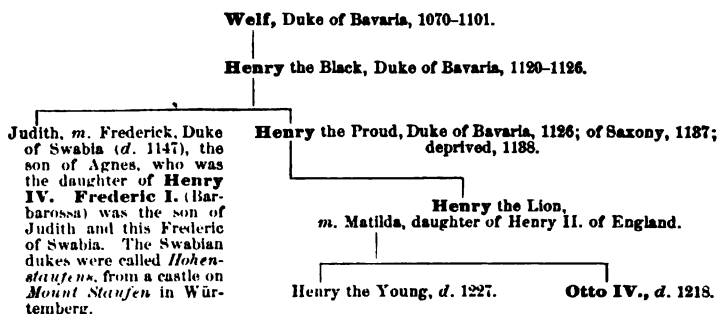 Welf, Duke of Bavaria, 1070–1101.
Henry the Black, Duke of Bavaria, 1120–1126.
Judith, m. Frederick, Duke
of Swabia (d. 1147), the
son of Agnes, who was
the daughter of Henry
IV. Frederic I. (Bar-
barossa) was the son of
Judith and this Frederic
of Swabia. The Swabian
dukes were called Hohen-
staufens, from a castle on
Mount Staufen in Wür-
temberg.
Henry the Proud, Duke of Bavaria, 1126; of Saxony, 1137;
deprived, 1138.
Henry the Lion,
m. Matilda, daughter of Henry II. of England.
Henry the Young, d. 1227.
Otto IV., d. 1218.